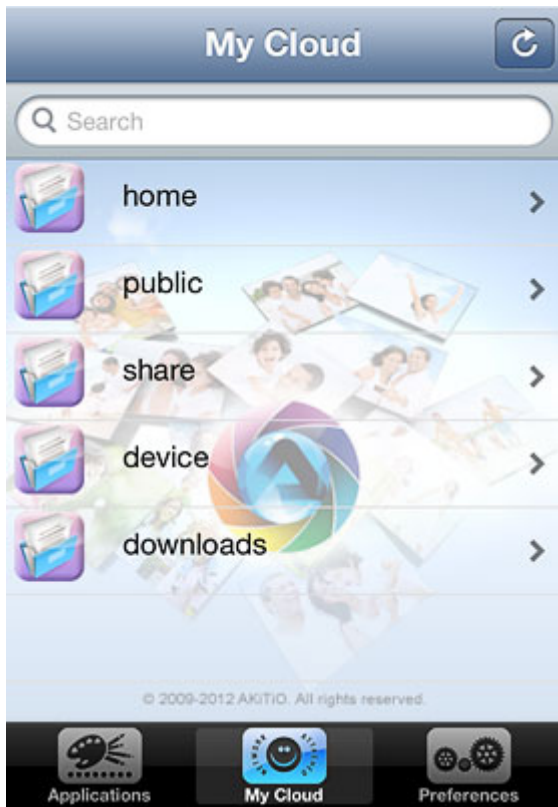 My Cloud
Search
home
public
share
device
downloads
© 2009-2012 AKiTiO. All rights reserved.
Applications
My Cloud
Preferences